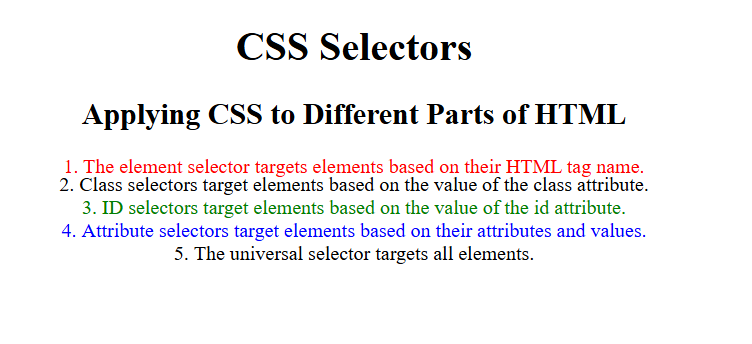 CSS Selectors
Applying CSS to Different Parts of HTML
1. The element selector targets elements based on their HTML tag name.
2. Class selectors target elements based on the value of the class attribute.
3. ID selectors target elements based on the value of the id attribute.
4. Attribute selectors target elements based on their attributes and values.
5. The universal selector targets all elements.